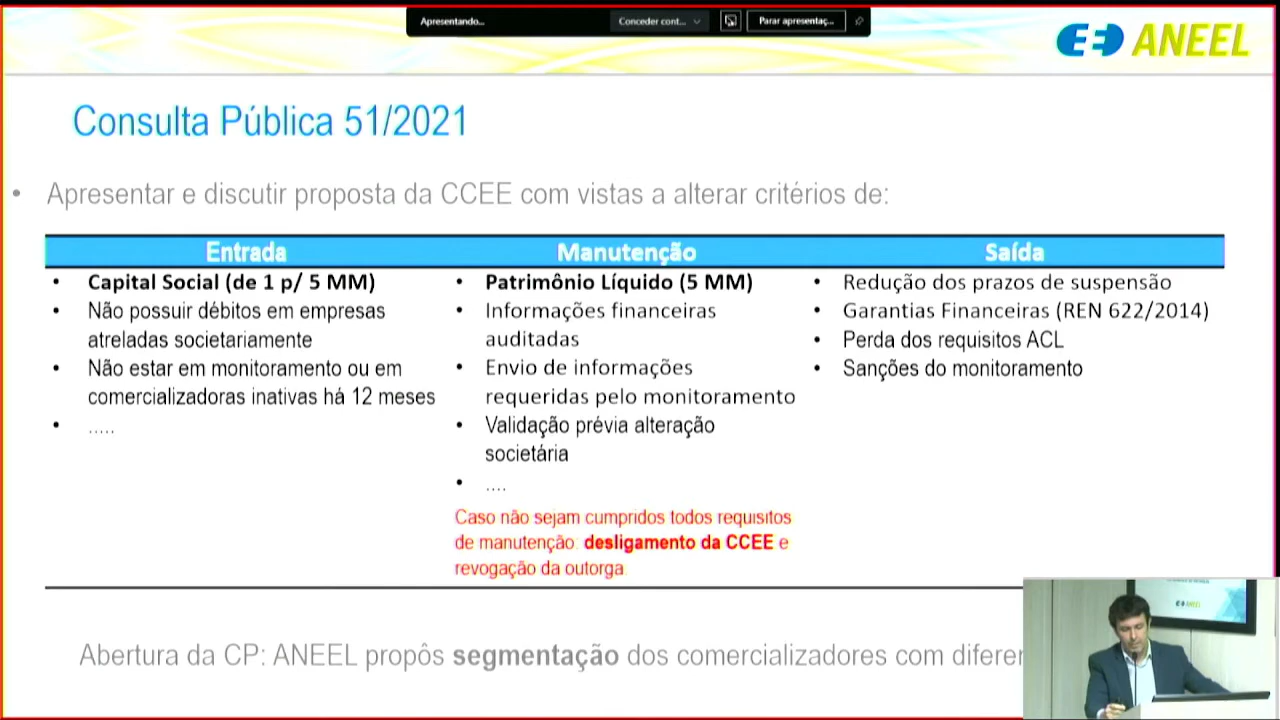 Apresentando...
Conceder cont...
Parar apresentaç...
ANEEL
Consulta Pública 51/2021
• Apresentar e discutir proposta da CCEE com vistas a alterar critérios de:
Entrada
• Capital Social (de 1 p/ 5 MM)
• Não possuir débitos em empresas
atreladas societariamente
• Não estar em monitoramento ou em
comercializadoras inativas há 12 meses
• .....
Manutenção
• Patrimônio Líquido (5 MM)
• Informações financeiras
auditadas
• Envio de informações
requeridas pelo monitoramento
• Validação prévia alteração
societária
• ....
Caso não sejam cumpridos todos requisitos
de manutenção: desligamento da CCEE e
revogação da outorga
Saída
• Redução dos prazos de suspensão
• Garantias Financeiras (REN 622/2014)
• Perda dos requisitos ACL
• Sanções do monitoramento
Abertura da CP: ANEEL propôs segmentação dos comercializadores com diferen
ANEEL